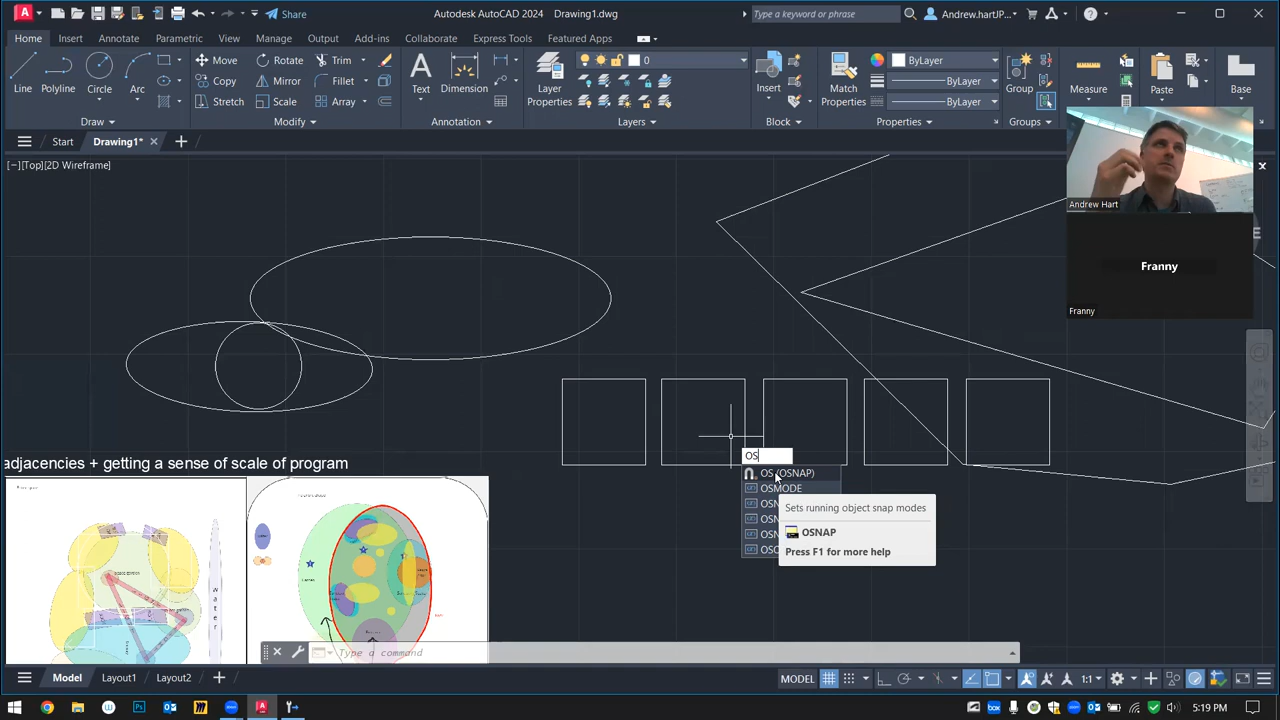 Share
Autodesk AutoCAD 2024 Drawing1.dwg
Type a keyword or phrase
Andrew.hartJP...
Home Insert Annotate Parametric View Manage Output Add-ins Collaborate Express Tools Featured Apps
Line
Polyline
Circle
Arc
Move
Rotate
Trim
Copy
Mirror
Fillet
Stretch
Scale
Array
Text
Dimension
Layer
Properties
0
Insert
Match
Properties
ByLayer
ByLayer
ByLayer
Group
Measure
Paste
Base
Draw
Modify
Annotation
Layers
Block
Properties
Groups
Start
Drawing1*
[−][Top][2D Wireframe]
Andrew Hart
Franny
Franny
OS
OS (OSNAP)
OSMODE
Sets running object snap modes
OSNAP
Press F1 for more help
adjacencies + getting a sense of scale of program
Water
Type a command
Model
Layout1
Layout2
MODEL
1:1
5:19 PM